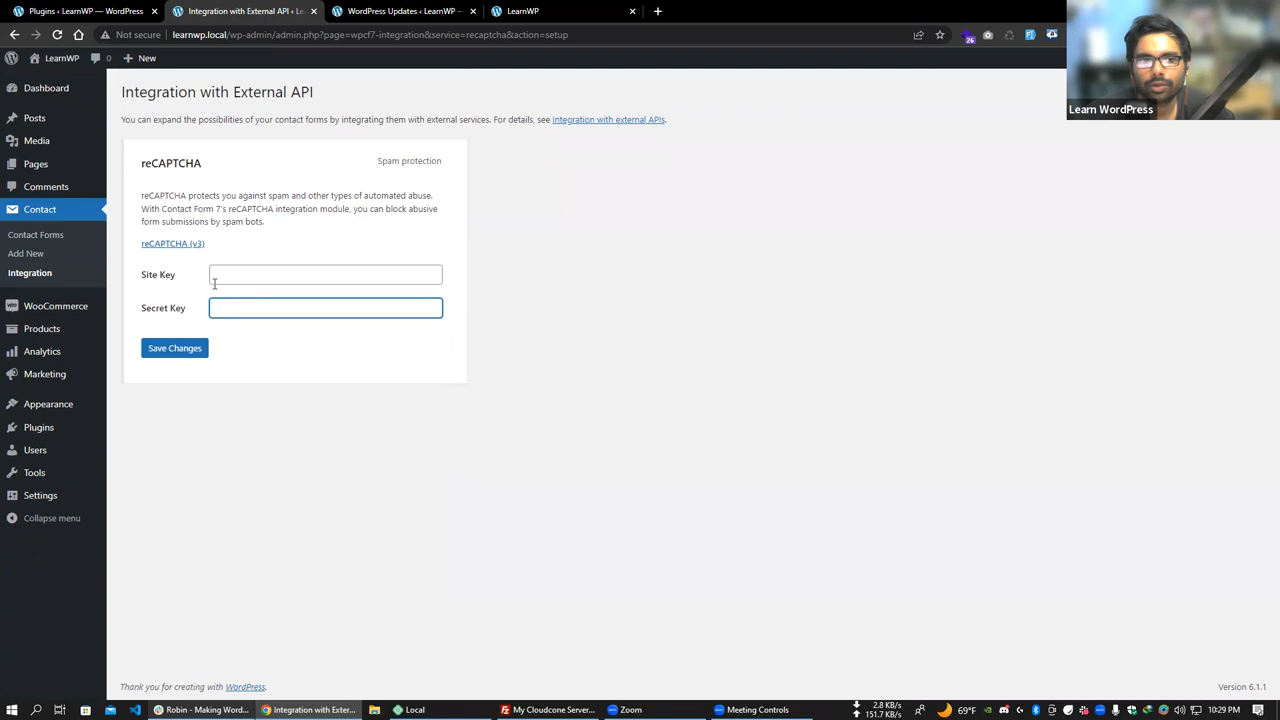 Plugins ‹ LearnWP — WordPress
Integration with External API ‹ Le
WordPress Updates ‹ LearnWP —
LearnWP
Not secure
learnwp.local/wp-admin/admin.php?page=wpcf7-integration&service=recaptcha&action=setup
26
LearnWP
0
New
Learn WordPress
Dashboard
Posts
Media
Pages
Comments
Contact
Contact Forms
Add New
Integration
WooCommerce
Products
Analytics
Marketing
Appearance
Plugins
Users
Tools
Settings
Collapse menu
Integration with External API
You can expand the possibilities of your contact forms by integrating them with external services. For details, see Integration with external APIs.
reCAPTCHA
Spam protection
reCAPTCHA protects you against spam and other types of automated abuse.
With Contact Form 7's reCAPTCHA integration module, you can block abusive
form submissions by spam bots.
reCAPTCHA (v3)
Site Key
Secret Key
Save Changes
Thank you for creating with WordPress.
Version 6.1.1
Robin - Making Word...
Integration with Exter...
Local
My Cloudcone Server...
Zoom
Meeting Controls
2.8 KB/s
151.7 KB/s
69°F
10:29 PM